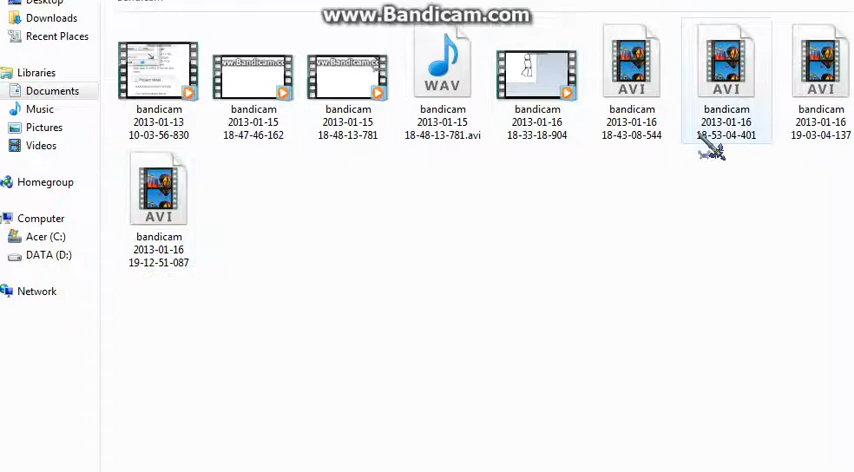 www.Bandicam.com
Downloads
Recent Places
Libraries
Documents
Music
Pictures
Videos
Homegroup
Computer
Acer (C:)
DATA (D:)
Network
bandicam
2013-01-13
10-03-56-830
bandicam
2013-01-15
18-47-46-162
bandicam
2013-01-15
18-48-13-781
WAV
bandicam
2013-01-15
18-48-13-781.avi
bandicam
2013-01-16
18-33-18-904
AVI
bandicam
2013-01-16
18-43-08-544
AVI
bandicam
2013-01-16
18-53-04-401
AVI
bandicam
2013-01-16
19-03-04-137
AVI
bandicam
2013-01-16
19-12-51-087